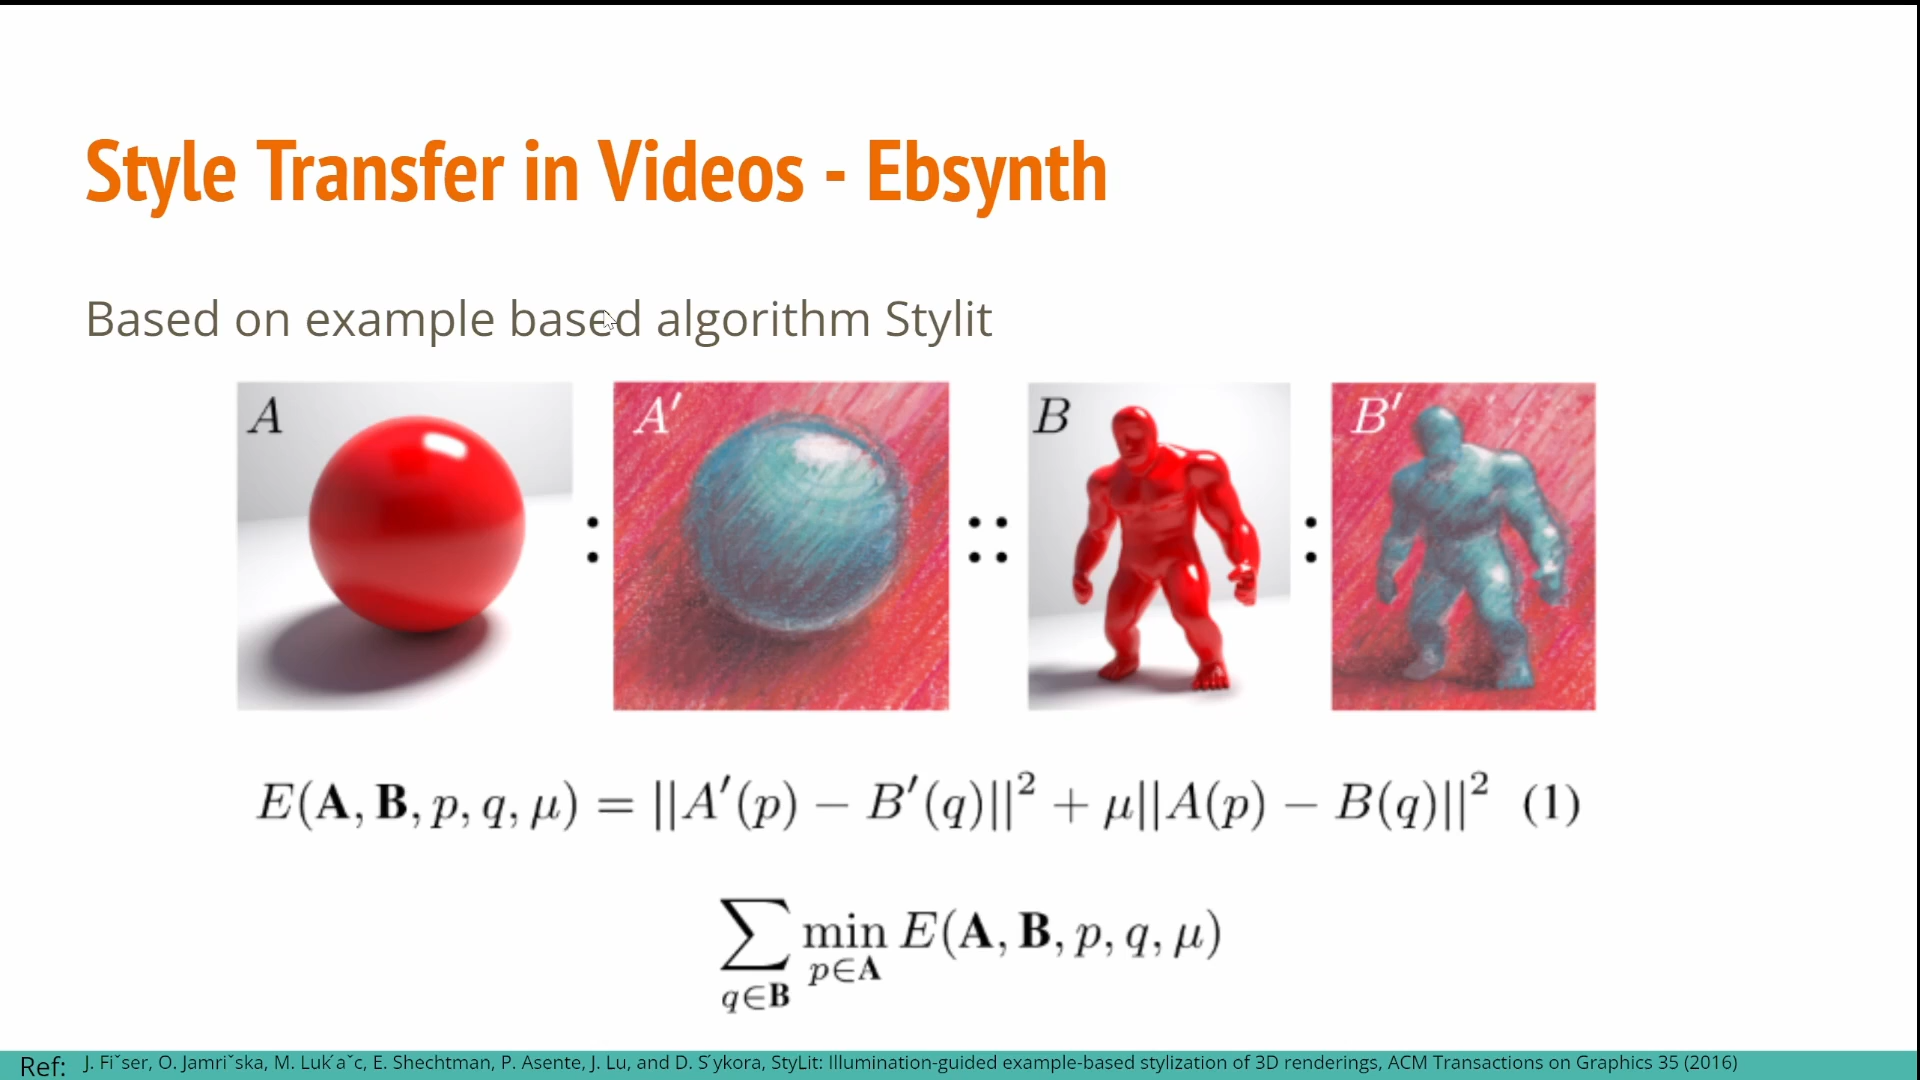 Style Transfer in Videos - Ebsynth
Based on example based algorithm Stylit
A : A′ :: B : B′
E(A, B, p, q, μ) = ||A′(p) − B′(q)||² + μ||A(p) − B(q)||² (1)
∑ min E(A, B, p, q, μ)
q∈B p∈A
Ref: J. Fiˇser, O. Jamriˇska, M. Luk´aˇc, E. Shechtman, P. Asente, J. Lu, and D. S´ykora, StyLit: Illumination-guided example-based stylization of 3D renderings, ACM Transactions on Graphics 35 (2016)